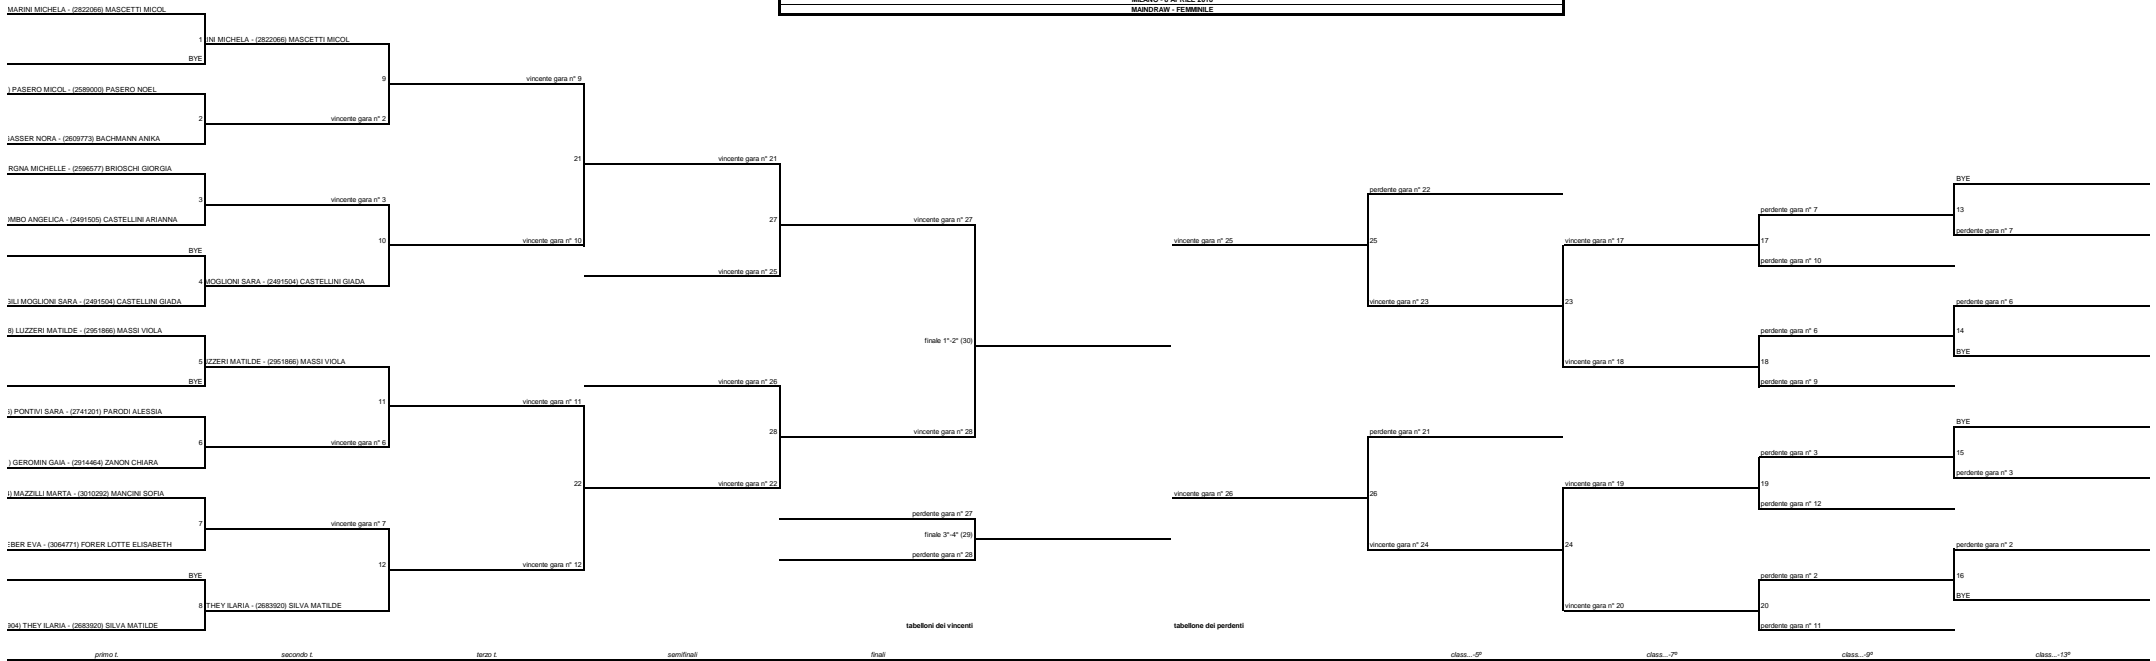 MAINDRAW - FEMMINILE
MARINI MICHELA - (2822066) MASCETTI MICOL
1 INI MICHELA - (2822066) MASCETTI MICOL
BYE
9
vincente gara n° 9
) PASERO MICOL - (2589000) PASERO NOEL
2
vincente gara n° 2
ASSER NORA - (2609773) BACHMANN ANIKA
21
vincente gara n° 21
RGNA MICHELLE - (2596577) BRIOSCHI GIORGIA
3
vincente gara n° 3
MBO ANGELICA - (2491505) CASTELLINI ARIANNA
27
vincente gara n° 27
10
vincente gara n° 10
BYE
vincente gara n° 25
4 MOGLIONI SARA - (2491504) CASTELLINI GIADA
ILI MOGLIONI SARA - (2491504) CASTELLINI GIADA
8) LUZZERI MATILDE - (2951866) MASSI VIOLA
finale 1°-2° (30)
5 ZZERI MATILDE - (2951866) MASSI VIOLA
BYE
vincente gara n° 26
11
vincente gara n° 11
) PONTIVI SARA - (2741201) PARODI ALESSIA
28
vincente gara n° 28
6
vincente gara n° 6
) GEROMIN GAIA - (2914464) ZANON CHIARA
22
vincente gara n° 22
) MAZZILLI MARTA - (3010292) MANCINI SOFIA
perdente gara n° 27
7
vincente gara n° 7
finale 3°-4° (29)
EBER EVA - (3064771) FORER LOTTE ELISABETH
perdente gara n° 28
12
vincente gara n° 12
BYE
8 THEY ILARIA - (2683920) SILVA MATILDE
904) THEY ILARIA - (2683920) SILVA MATILDE
tabelloni dei vincenti
tabellone dei perdenti
perdente gara n° 22
vincente gara n° 25
25
vincente gara n° 23
vincente gara n° 17
23
vincente gara n° 18
perdente gara n° 7
17
perdente gara n° 10
BYE
13
perdente gara n° 7
perdente gara n° 6
18
perdente gara n° 9
perdente gara n° 6
14
BYE
perdente gara n° 21
vincente gara n° 26
26
vincente gara n° 24
vincente gara n° 19
24
vincente gara n° 20
perdente gara n° 3
19
perdente gara n° 12
BYE
15
perdente gara n° 3
perdente gara n° 2
20
perdente gara n° 11
perdente gara n° 2
16
BYE
primo t.
secondo t.
terzo t.
semifinali
finali
class...-5°
class...-7°
class...-9°
class...-13°